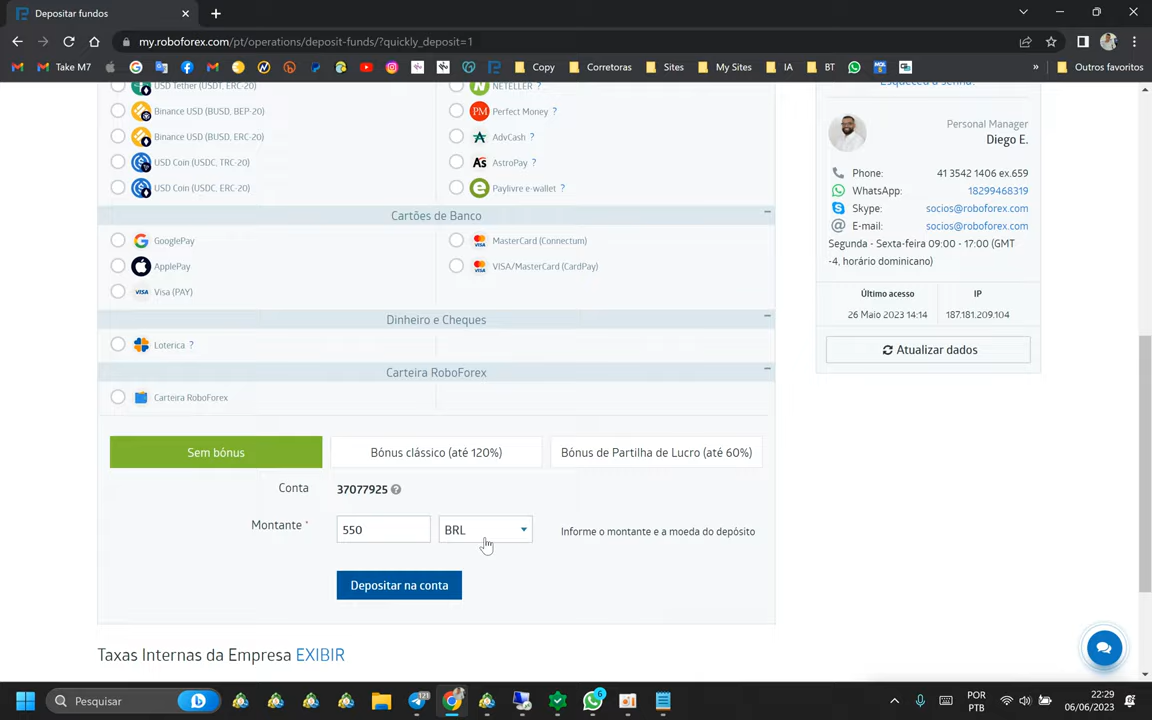 Depositar fundos
my.roboforex.com/pt/operations/deposit-funds/?quickly_deposit=1
Take M7
Copy
Corretoras
Sites
My Sites
IA
BT
Outros favoritos
USD Tether (USDT, ERC-20)
NETELLER ?
Binance USD (BUSD, BEP-20)
Perfect Money ?
Binance USD (BUSD, ERC-20)
AdvCash ?
USD Coin (USDC, TRC-20)
AstroPay ?
USD Coin (USDC, ERC-20)
Paylivre e-wallet ?
Cartões de Banco
GooglePay
MasterCard (Connectum)
ApplePay
VISA/MasterCard (CardPay)
Visa (PAY)
Dinheiro e Cheques
Loterica ?
Carteira RoboForex
Carteira RoboForex
Sem bónus
Bónus clássico (até 120%)
Bónus de Partilha de Lucro (até 60%)
Conta
37077925
Montante *
550
BRL
Informe o montante e a moeda do depósito
Depositar na conta
Taxas Internas da Empresa EXIBIR
Esqueceu a senha?
Personal Manager
Diego E.
Phone: 41 3542 1406 ex.659
WhatsApp: 18299468319
Skype: socios@roboforex.com
E-mail: socios@roboforex.com
Segunda - Sexta-feira 09:00 - 17:00 (GMT
-4, horário dominicano)
Último acesso
IP
26 Maio 2023 14:14
187.181.209.104
Atualizar dados
Pesquisar
POR
PTB
22:29
06/06/2023